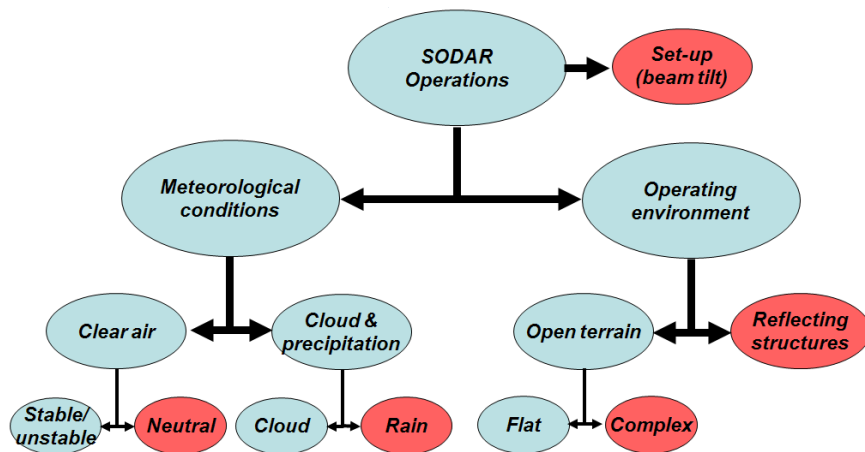 SODAR
Operations
Set-up
(beam tilt)
Meteorological
conditions
Operating
environment
Clear air
Cloud &
precipitation
Open terrain
Reflecting
structures
Stable/
unstable
Neutral
Cloud
Rain
Flat
Complex